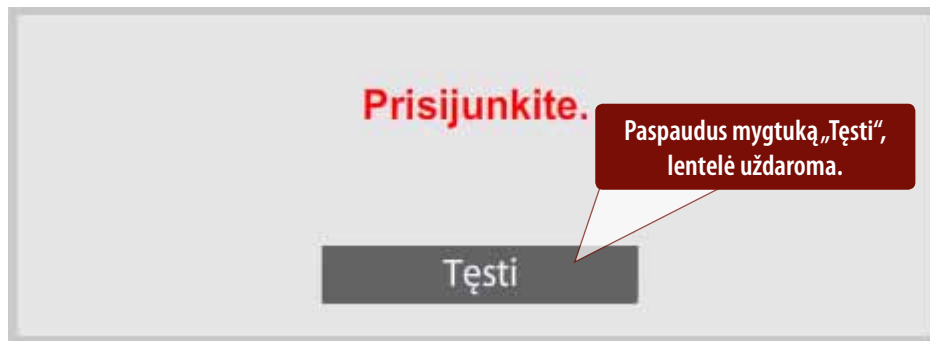 Prisijunkite.
Paspaudus mygtuką „Tęsti“,
lentelė uždaroma.
Tęsti